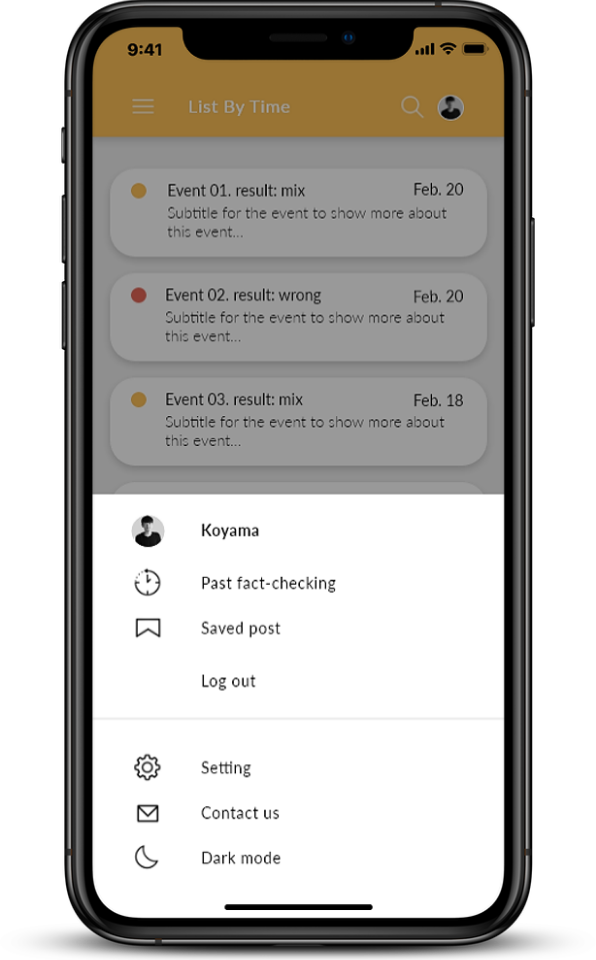 9:41
List By Time
Event 01. result: mix
Feb. 20
Subtitle for the event to show more about
this event...
Event 02. result: wrong
Feb. 20
Subtitle for the event to show more about
this event...
Event 03. result: mix
Feb. 18
Subtitle for the event to show more about
this event...
Koyama
Past fact-checking
Saved post
Log out
Setting
Contact us
Dark mode